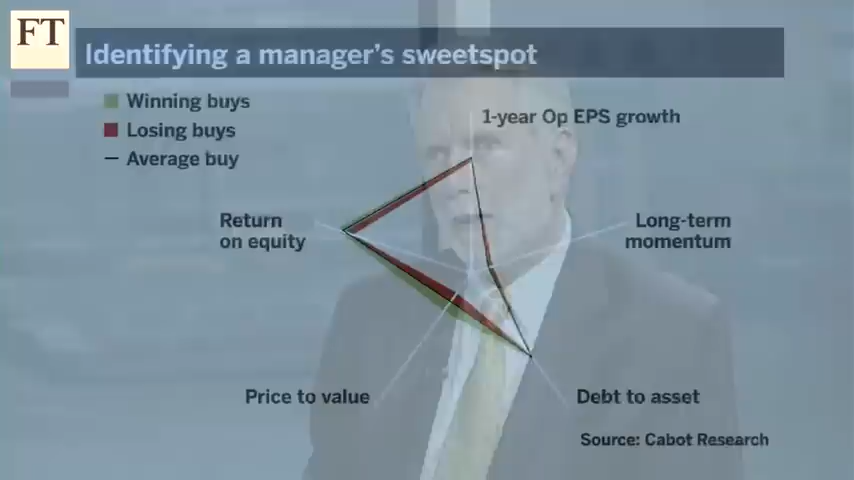 FT
Identifying a manager's sweetspot
Winning buys
Losing buys
Average buy
1-year Op EPS growth
Return
on equity
Long-term
momentum
Price to value
Debt to asset
Source: Cabot Research